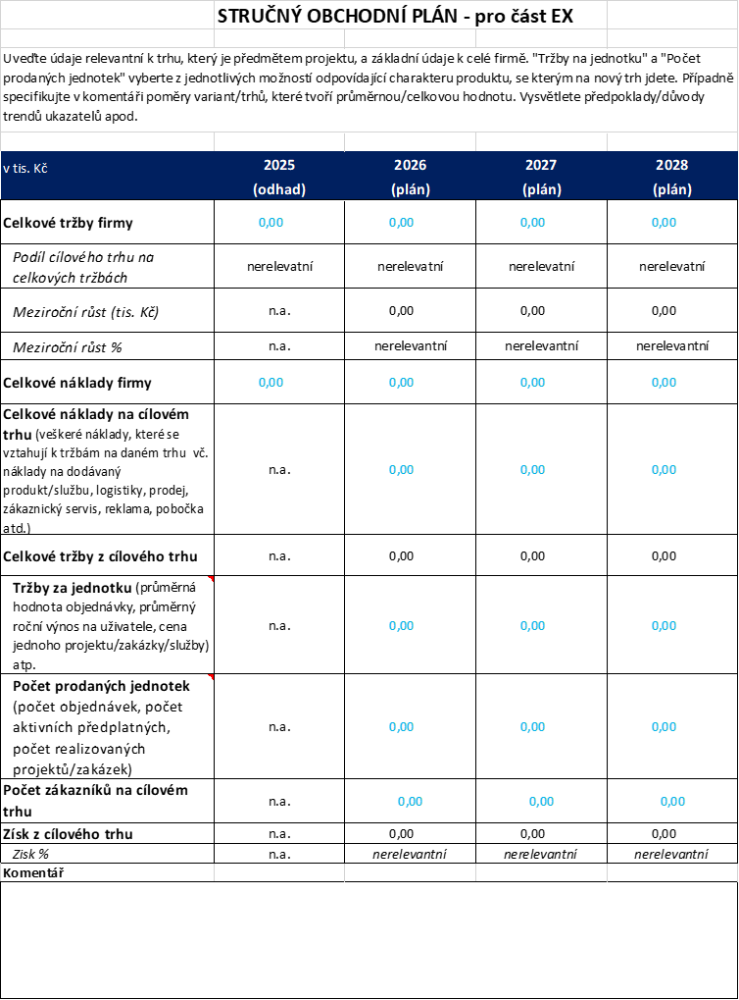 STRUČNÝ OBCHODNÍ PLÁN - pro část EX
Uveďte údaje relevantní k trhu, který je předmětem projektu, a základní údaje k celé firmě. "Tržby na jednotku" a "Počet
prodaných jednotek" vyberte z jednotlivých možností odpovídající charakteru produktu, se kterým na nový trh jdete. Případně
specifikujte v komentáři poměry variant/trhů, které tvoří průměrnou/celkovou hodnotu. Vysvětlete předpoklady/důvody
trendů ukazatelů apod.
v tis. Kč 2025 2026 2027 2028
(odhad) (plán) (plán) (plán)
Celkové tržby firmy 0,00 0,00 0,00 0,00
Podíl cílového trhu na
celkových tržbách nerelevatní nerelevatní nerelevatní nerelevatní
Meziroční růst (tis. Kč) n.a. 0,00 0,00 0,00
Meziroční růst % n.a. nerelevantní nerelevantní nerelevantní
Celkové náklady firmy 0,00 0,00 0,00 0,00
Celkové náklady na cílovém
trhu (veškeré náklady, které se
vztahují k tržbám na daném trhu vč.
náklady na dodávaný
produkt/službu, logistiky, prodej,
zákaznický servis, reklama, pobočka
atd.) n.a. 0,00 0,00 0,00
Celkové tržby z cílového trhu n.a. 0,00 0,00 0,00
Tržby za jednotku (průměrná
hodnota objednávky, průměrný
roční výnos na uživatele, cena
jednoho projektu/zakázky/služby)
atp. n.a. 0,00 0,00 0,00
Počet prodaných jednotek
(počet objednávek, počet
aktivních předplatných,
počet realizovaných
projektů/zakázek) n.a. 0,00 0,00 0,00
Počet zákazníků na cílovém
trhu n.a. 0,00 0,00 0,00
Získ z cílového trhu n.a. 0,00 0,00 0,00
Zisk % n.a. nerelevantní nerelevantní nerelevantní
Komentář